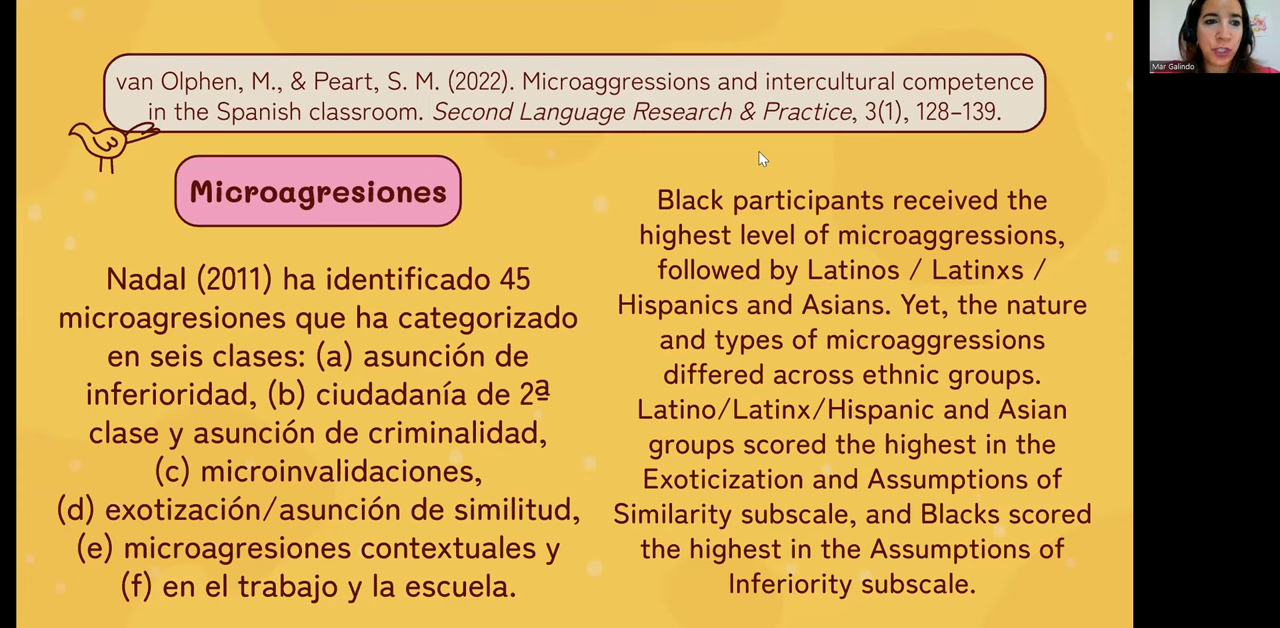 van Olphen, M., & Peart, S. M. (2022). Microaggressions and intercultural competence
in the Spanish classroom. Second Language Research & Practice, 3(1), 128–139.
Microagresiones
Nadal (2011) ha identificado 45
microagresiones que ha categorizado
en seis clases: (a) asunción de
inferioridad, (b) ciudadanía de 2ª
clase y asunción de criminalidad,
(c) microinvalidaciones,
(d) exotización/asunción de similitud,
(e) microagresiones contextuales y
(f) en el trabajo y la escuela.
Black participants received the
highest level of microaggressions,
followed by Latinos / Latinxs /
Hispanics and Asians. Yet, the nature
and types of microaggressions
differed across ethnic groups.
Latino/Latinx/Hispanic and Asian
groups scored the highest in the
Exoticization and Assumptions of
Similarity subscale, and Blacks scored
the highest in the Assumptions of
Inferiority subscale.
Mar Galindo